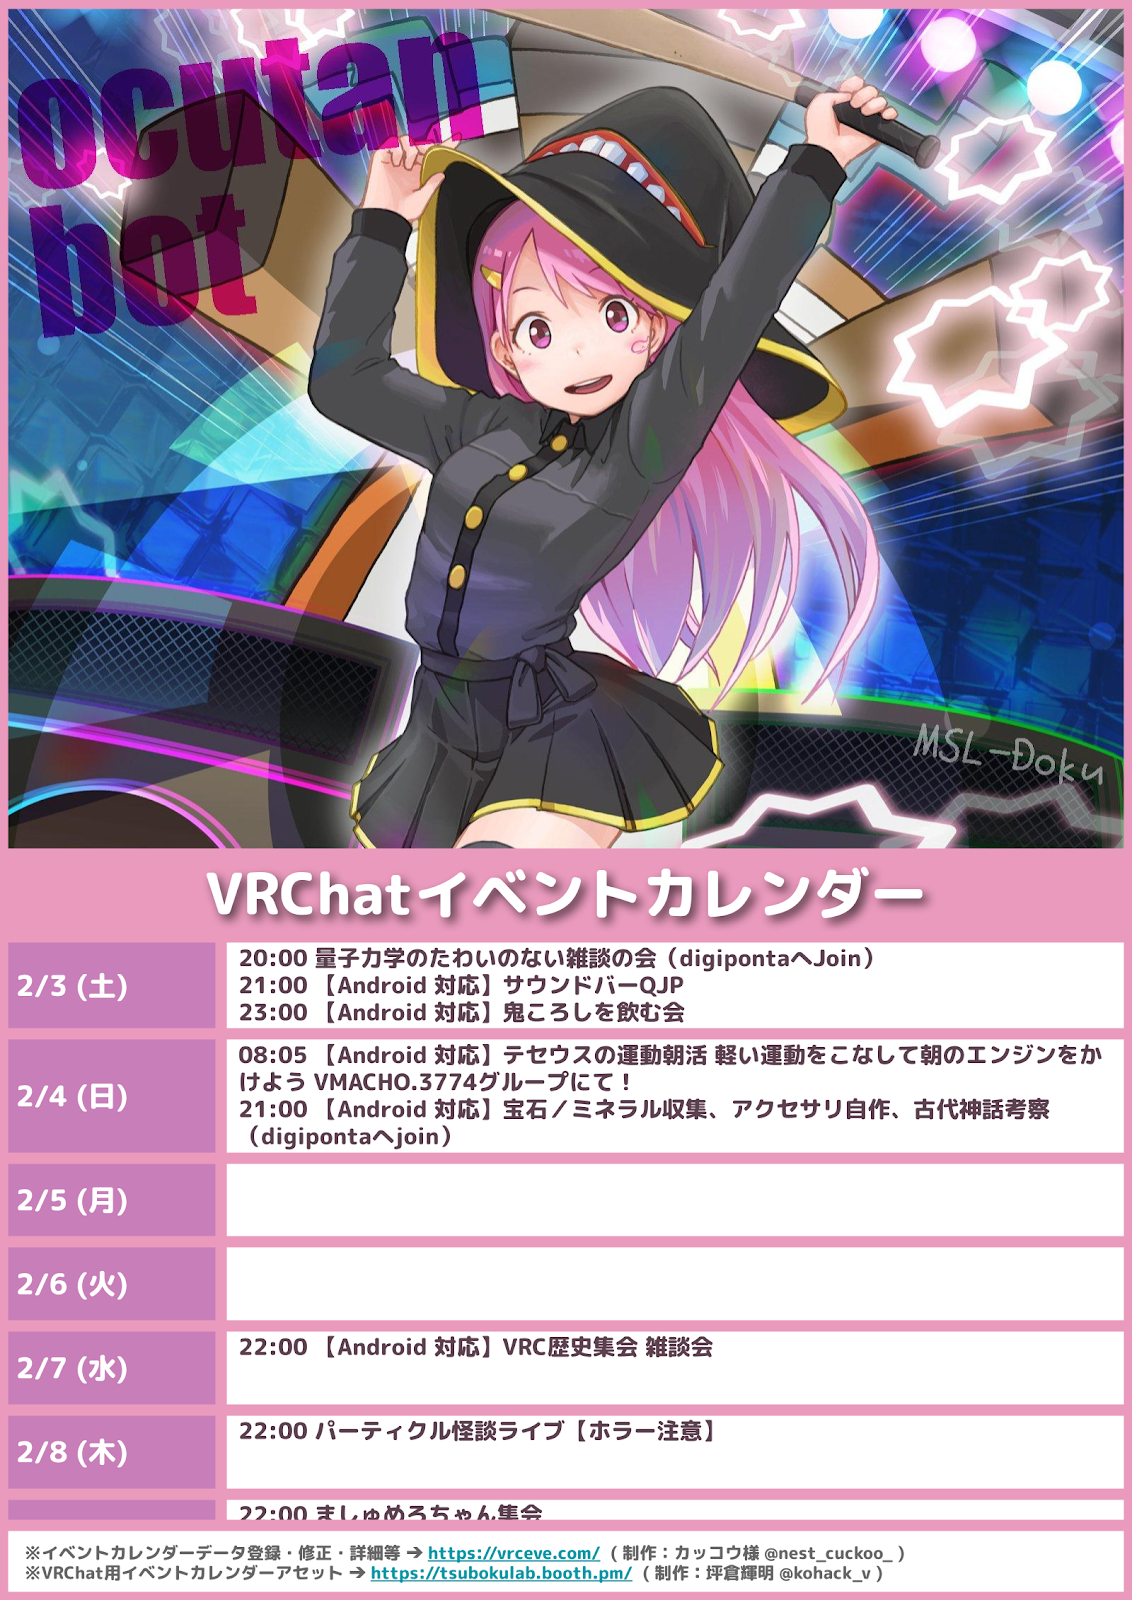 ocutan
bot
MSL-Doku
VRChatイベントカレンダー
2/3 (土)
20:00 量子力学のたわいのない雑談の会（digipontaへJoin）
21:00 【Android 対応】サウンドバーQJP
23:00 【Android 対応】鬼ころしを飲む会
2/4 (日)
08:05 【Android 対応】テセウスの運動朝活 軽い運動をこなして朝のエンジンをか
けよう VMACHO.3774グループにて！
21:00 【Android 対応】宝石／ミネラル収集、アクセサリ自作、古代神話考察
（digipontaへjoin）
2/5 (月)
2/6 (火)
2/7 (水)
22:00 【Android 対応】VRC歴史集会 雑談会
2/8 (木)
22:00 パーティクル怪談ライブ【ホラー注意】
22:00 ましゅめろちゃん集会
※イベントカレンダーデータ登録・修正・詳細等 ➔ https://vrceve.com/ （ 制作：カッコウ様 @nest_cuckoo_ ）
※VRChat用イベントカレンダーアセット ➔ https://tsubokulab.booth.pm/ （ 制作：坪倉輝明 @kohack_v ）